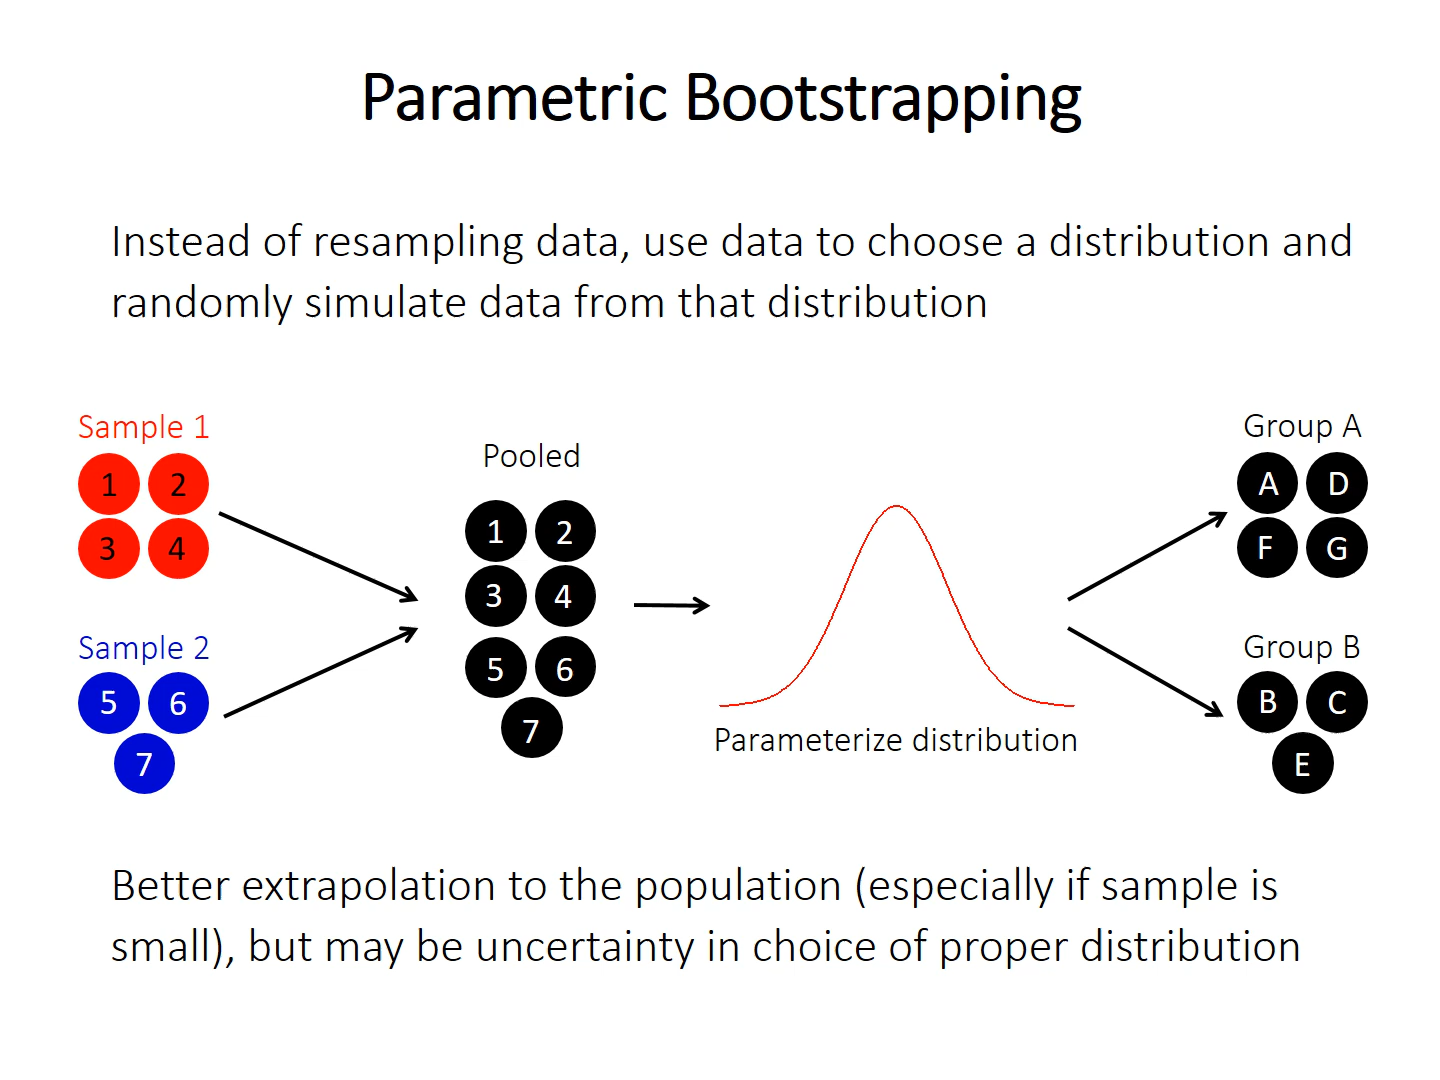 Parametric Bootstrapping
Instead of resampling data, use data to choose a distribution and
randomly simulate data from that distribution
Sample 1
1 2
3 4
Sample 2
5 6
7
Pooled
1 2
3 4
5 6
7
Parameterize distribution
Group A
A D
F G
Group B
B C
E
Better extrapolation to the population (especially if sample is
small), but may be uncertainty in choice of proper distribution